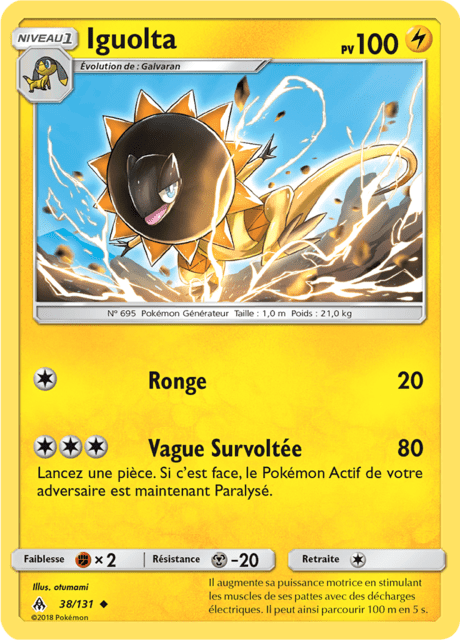 NIVEAU 1
Iguolta
PV 100
Évolution de : Galvaran
N° 695 Pokémon Générateur Taille : 1,0 m Poids : 21,0 kg
Ronge 20
Vague Survoltée 80
Lancez une pièce. Si c'est face, le Pokémon Actif de votre
adversaire est maintenant Paralysé.
Faiblesse ×2 Résistance -20 Retraite
Illus. otumami
38/131
©2018 Pokémon
Il augmente sa puissance motrice en stimulant
les muscles de ses pattes avec des décharges
électriques. Il peut ainsi parcourir 100 m en 5 s.